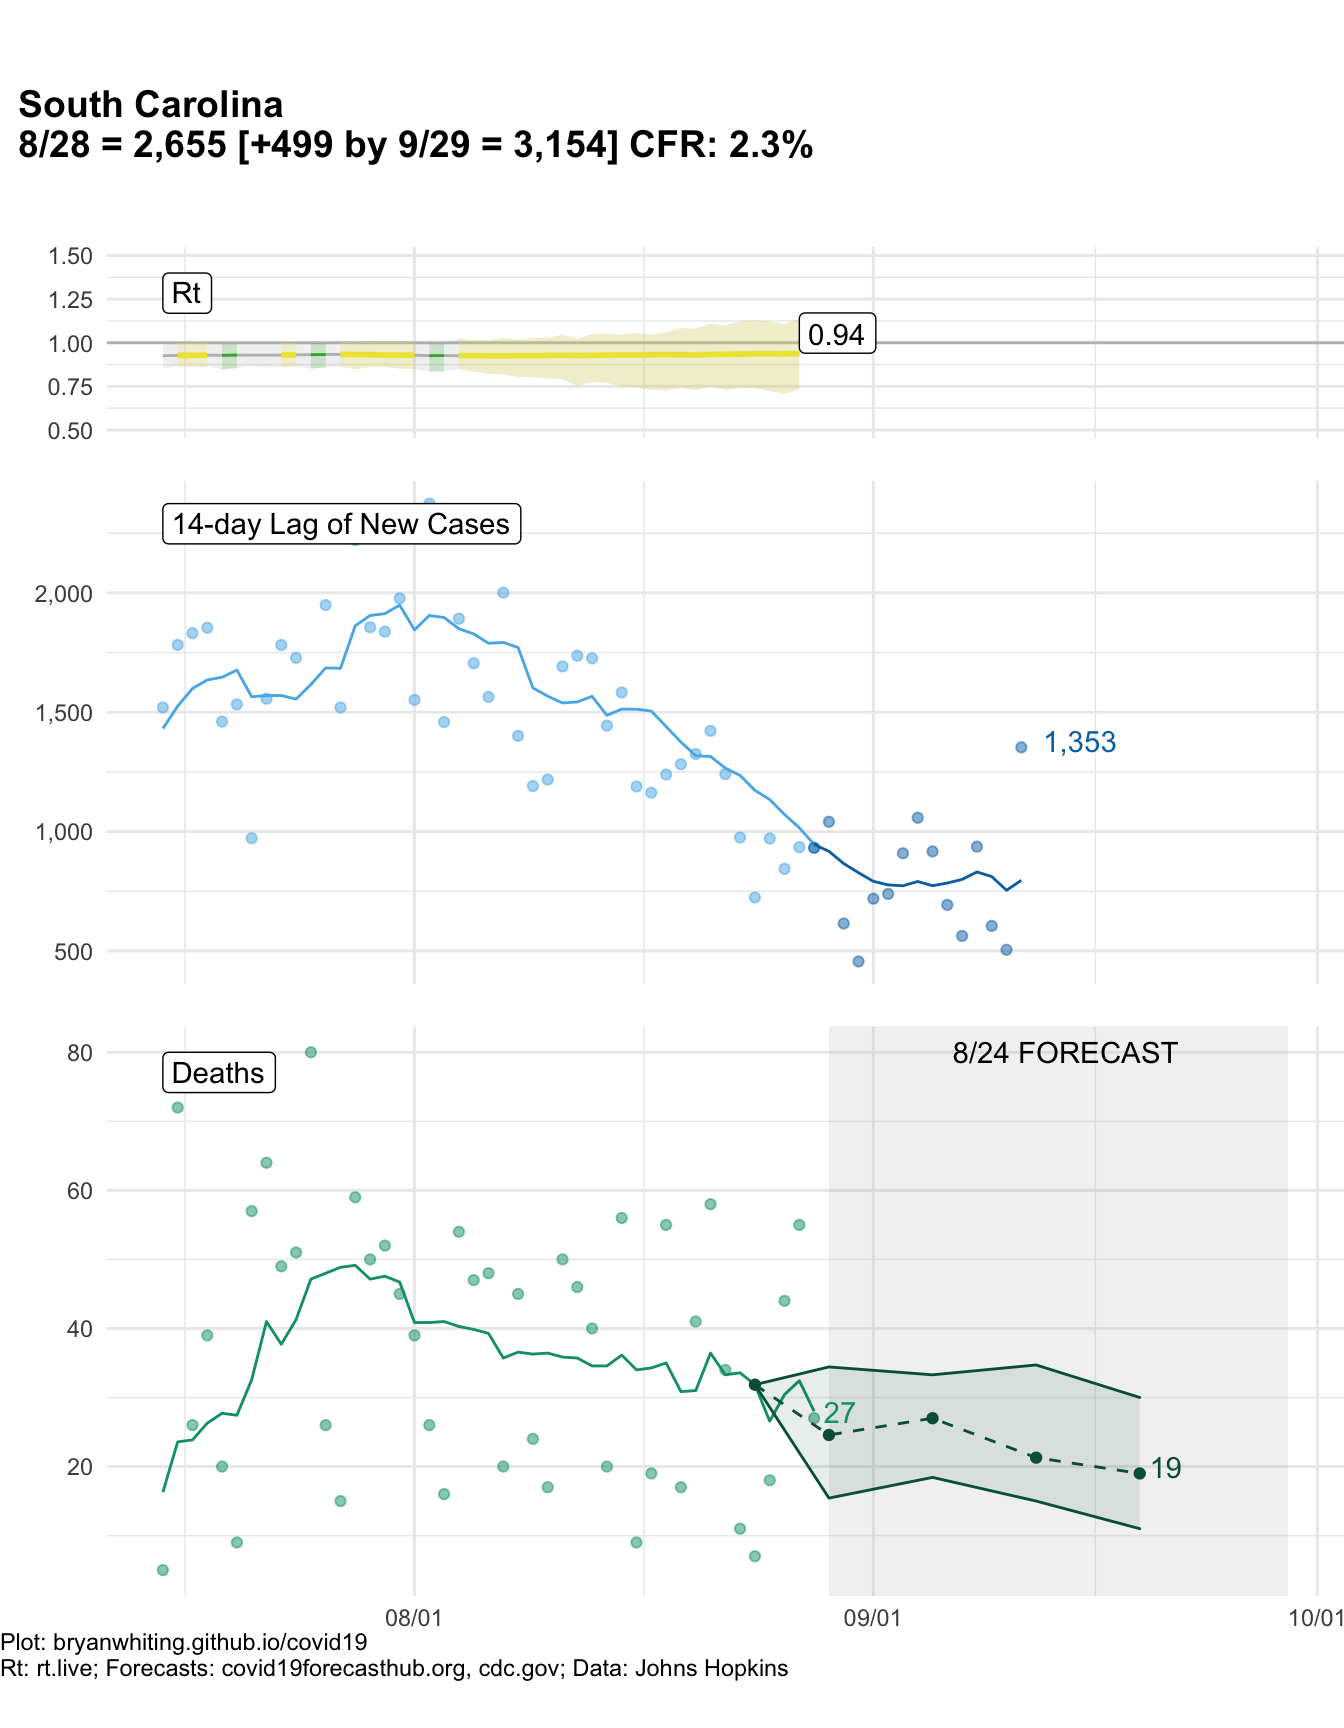 South Carolina
8/28 = 2,655 [+499 by 9/29 = 3,154] CFR: 2.3%
1.50
1.25
1.00
0.75
0.50
Rt
0.94
14-day Lag of New Cases
2,000
1,500
1,000
500
1,353
80
60
40
20
Deaths
8/24 FORECAST
27
19
08/01
09/01
10/01
Plot: bryanwhiting.github.io/covid19
Rt: rt.live; Forecasts: covid19forecasthub.org, cdc.gov; Data: Johns Hopkins